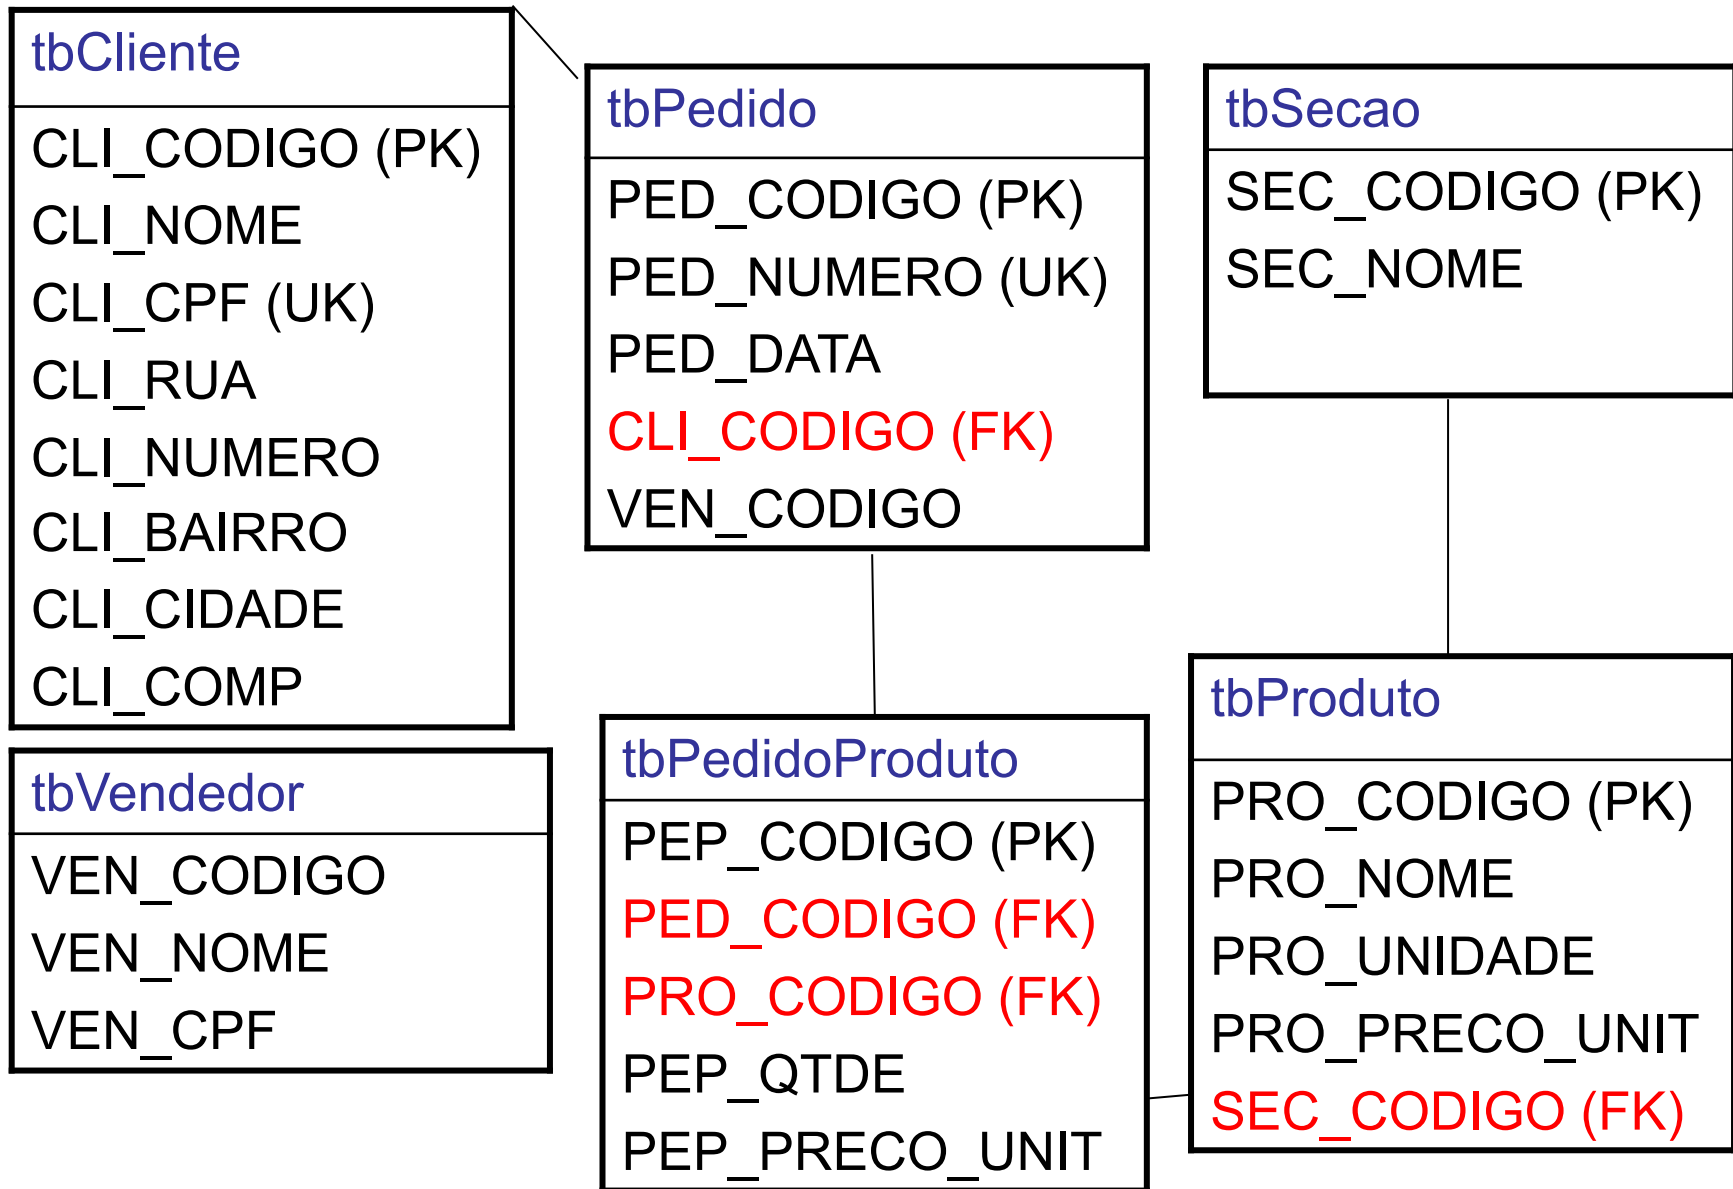 tbCliente
CLI_CODIGO (PK)
CLI_NOME
CLI_CPF (UK)
CLI_RUA
CLI_NUMERO
CLI_BAIRRO
CLI_CIDADE
CLI_COMP
tbPedido
PED_CODIGO (PK)
PED_NUMERO (UK)
PED_DATA
CLI_CODIGO (FK)
VEN_CODIGO
tbSecao
SEC_CODIGO (PK)
SEC_NOME
tbVendedor
VEN_CODIGO
VEN_NOME
VEN_CPF
tbPedidoProduto
PEP_CODIGO (PK)
PED_CODIGO (FK)
PRO_CODIGO (FK)
PEP_QTDE
PEP_PRECO_UNIT
tbProduto
PRO_CODIGO (PK)
PRO_NOME
PRO_UNIDADE
PRO_PRECO_UNIT
SEC_CODIGO (FK)